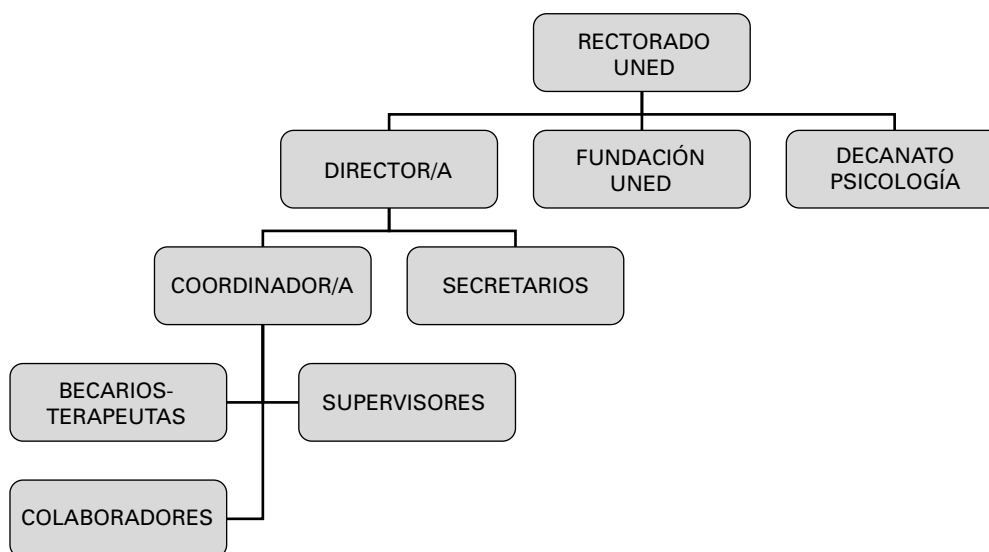 RECTORADO
UNED
DIRECTOR/A
FUNDACIÓN
UNED
DECANATO
PSICOLOGÍA
COORDINADOR/A
SECRETARIOS
BECARIOS-
TERAPEUTAS
SUPERVISORES
COLABORADORES